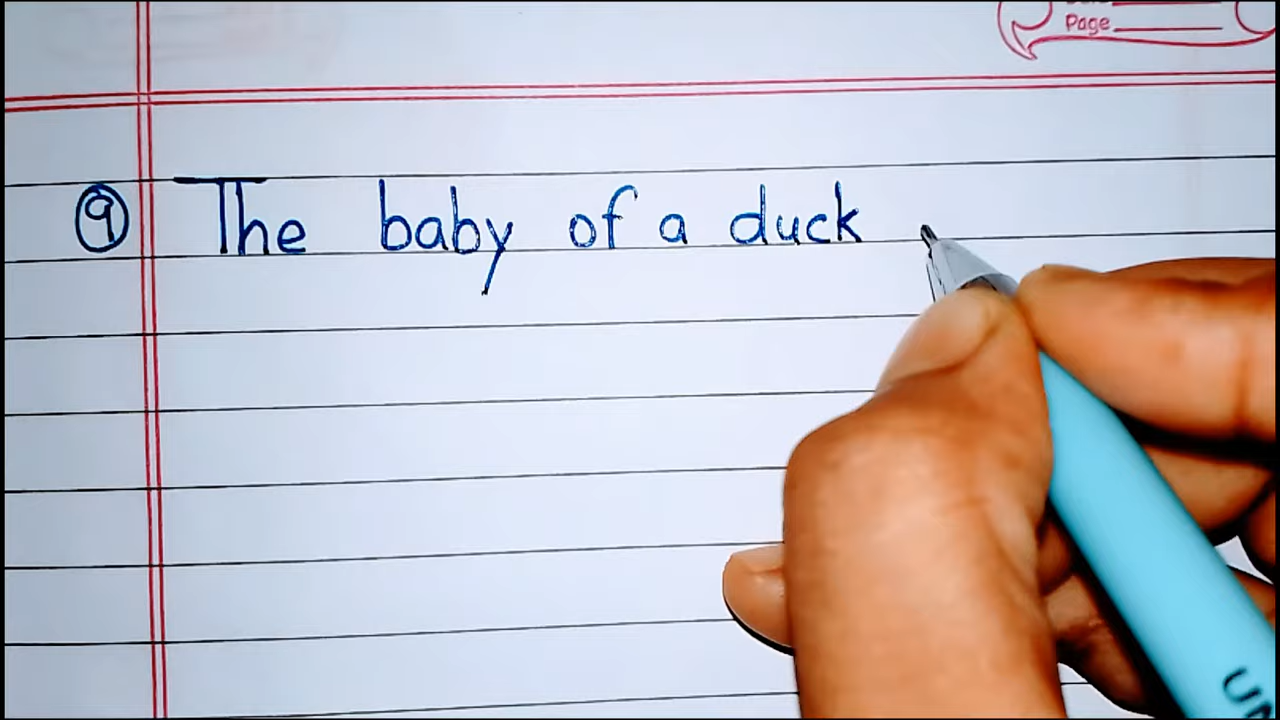 Page
⑨ The baby of a duck